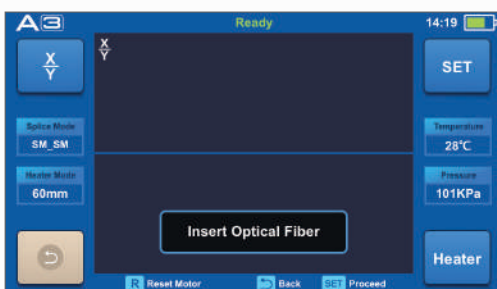 A3 Ready 14:19
X
Y
X
Y
SET
Splice Mode
SM_SM
Temperature
28°C
Heater Mode
60mm
Pressure
101KPa
Insert Optical Fiber
Heater
R Reset Motor Back SET Proceed